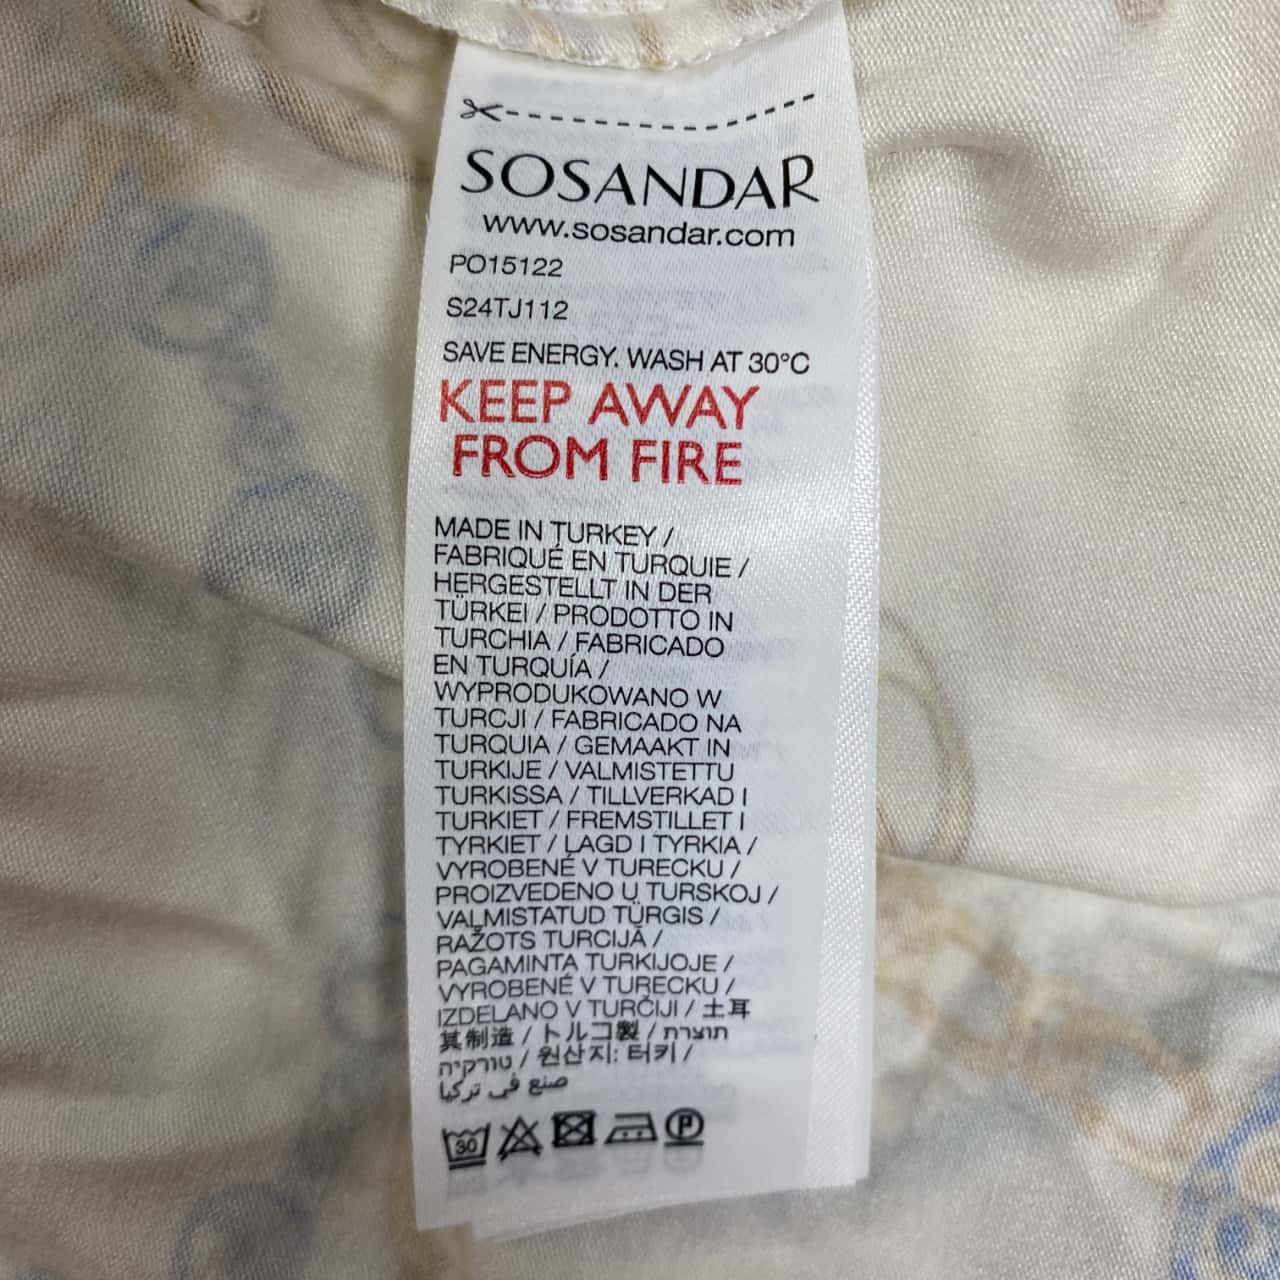 SOSANDAR
www.sosandar.com
PO15122
S24TJ112
SAVE ENERGY. WASH AT 30°C
KEEP AWAY
FROM FIRE
MADE IN TURKEY /
FABRIQUÉ EN TURQUIE /
HERGESTELLT IN DER
TÜRKEI / PRODOTTO IN
TURCHIA / FABRICADO
EN TURQUÍA /
WYPRODUKOWANO W
TURCJI / FABRICADO NA
TURQUIA / GEMAAKT IN
TURKIJE / VALMISTETTU
TURKISSA / TILLVERKAD I
TURKIET / FREMSTILLET I
TYRKIET / LAGD I TYRKIA /
VYROBENÉ V TURECKU /
PROIZVEDENO U TURSKOJ /
VALMISTATUD TÜRGIS /
RAŽOTS TURCIJĀ /
PAGAMINTA TURKIJOJE /
VYROBENÉ V TURECKU /
IZDELANO V TURČIJI / 土耳
其制造 / トルコ製 / תוצרת
טורקיה / 원산지: 터키 /
صنع في تركيا
30 P